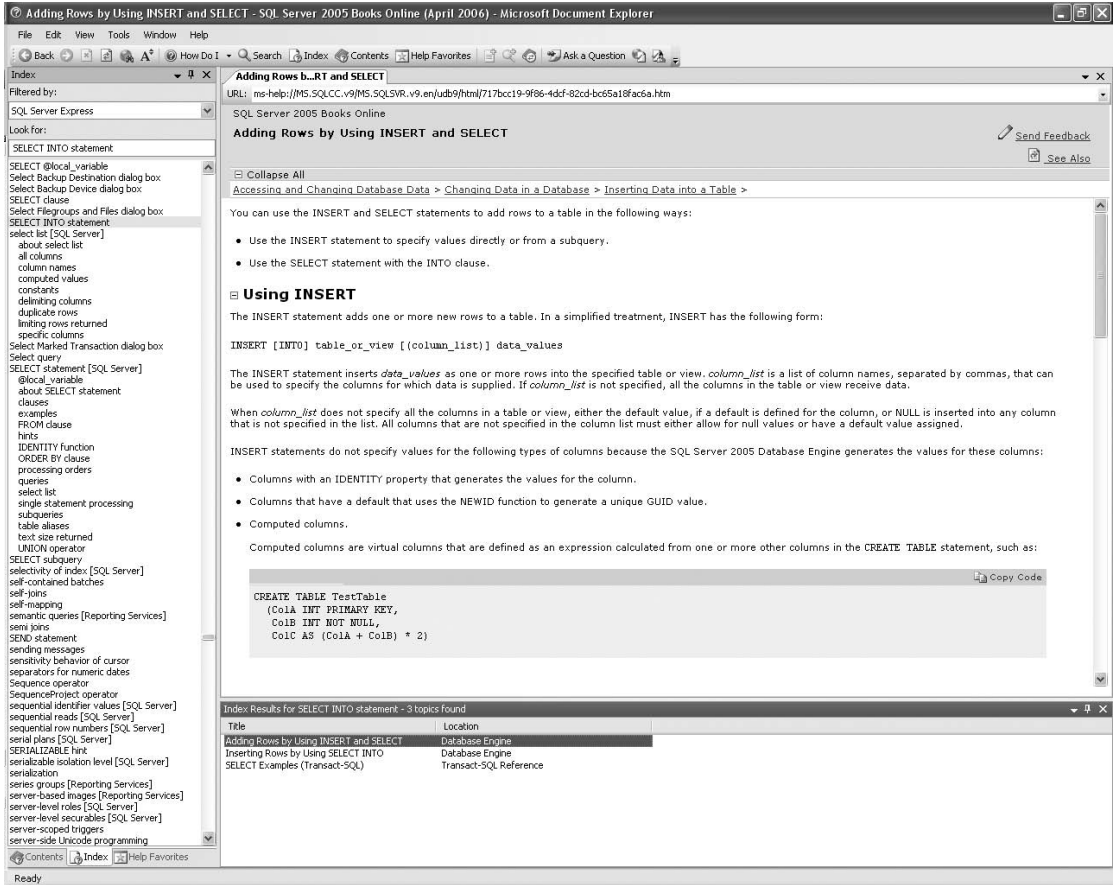 Adding Rows by Using INSERT and SELECT - SQL Server 2005 Books Online (April 2006) - Microsoft Document Explorer
File Edit View Tools Window Help
Back How Do I Search Index Contents Help Favorites Ask a Question
Index
Filtered by:
SQL Server Express
Look for:
SELECT INTO statement
SELECT @local_variable
Select Backup Destination dialog box
Select Backup Device dialog box
SELECT clause
Select Filegroups and Files dialog box
SELECT INTO statement
select list [SQL Server]
about select list
all columns
column names
computed values
constants
delimiting columns
duplicate rows
limiting rows returned
specific columns
Select Marked Transaction dialog box
Select query
SELECT statement [SQL Server]
@local_variable
about SELECT statement
clauses
examples
FROM clause
hints
IDENTITY function
ORDER BY clause
processing orders
queries
select list
single statement processing
subqueries
table aliases
text size returned
UNION operator
SELECT subquery
selectivity of index [SQL Server]
self-contained batches
self-joins
self-mapping
semantic queries [Reporting Services]
semi joins
SEND statement
sending messages
sensitivity behavior of cursor
separators for numeric dates
Sequence operator
SequenceProject operator
sequential identifier values [SQL Server]
sequential reads [SQL Server]
sequential row numbers [SQL Server]
serial plans [SQL Server]
SERIALIZABLE hint
serializable isolation level [SQL Server]
serialization
series groups [Reporting Services]
server-based images [Reporting Services]
server-level roles [SQL Server]
server-level securables [SQL Server]
server-scoped triggers
server-side Unicode programming
Contents Index Help Favorites
Ready
Adding Rows b...RT and SELECT
URL: ms-help://MS.SQLCC.v9/MS.SQLSVR.v9.en/udb9/html/717bcc19-9f86-4dcf-82cd-bc65a18fac6a.htm
SQL Server 2005 Books Online
Adding Rows by Using INSERT and SELECT
Send Feedback
See Also
Collapse All
Accessing and Changing Database Data > Changing Data in a Database > Inserting Data into a Table >
You can use the INSERT and SELECT statements to add rows to a table in the following ways:
• Use the INSERT statement to specify values directly or from a subquery.
• Use the SELECT statement with the INTO clause.
Using INSERT
The INSERT statement adds one or more new rows to a table. In a simplified treatment, INSERT has the following form:
INSERT [INTO] table_or_view [(column_list)] data_values
The INSERT statement inserts data_values as one or more rows into the specified table or view. column_list is a list of column names, separated by commas, that can
be used to specify the columns for which data is supplied. If column_list is not specified, all the columns in the table or view receive data.
When column_list does not specify all the columns in a table or view, either the default value, if a default is defined for the column, or NULL is inserted into any column
that is not specified in the list. All columns that are not specified in the column list must either allow for null values or have a default value assigned.
INSERT statements do not specify values for the following types of columns because the SQL Server 2005 Database Engine generates the values for these columns:
• Columns with an IDENTITY property that generates the values for the column.
• Columns that have a default that uses the NEWID function to generate a unique GUID value.
• Computed columns.
Computed columns are virtual columns that are defined as an expression calculated from one or more other columns in the CREATE TABLE statement, such as:
Copy Code
CREATE TABLE TestTable
(ColA INT PRIMARY KEY,
ColB INT NOT NULL,
ColC AS (ColA + ColB) * 2)
Index Results for SELECT INTO statement - 3 topics found
Title Location
Adding Rows by Using INSERT and SELECT Database Engine
Inserting Rows by Using SELECT INTO Database Engine
SELECT Examples (Transact-SQL) Transact-SQL Reference